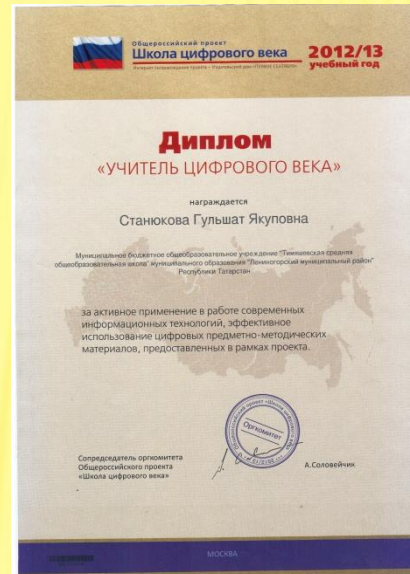 Общероссийский проект
Школа цифрового века
2012/13
учебный год
Диплом
«УЧИТЕЛЬ ЦИФРОВОГО ВЕКА»
награждается
Станюкова Гульшат Якуповна
Муниципальное бюджетное общеобразовательное учреждение "Тимяшевская средняя
общеобразовательная школа" муниципального образования "Лениногорский муниципальный район"
Республики Татарстан
за активное применение в работе современных
информационных технологий, эффективное
использование цифровых предметно-методических
материалов, предоставленных в рамках проекта.
Оргкомитет
Сопредседатель оргкомитета
Общероссийского проекта
«Школа цифрового века»
А.Соловейчик
МОСКВА